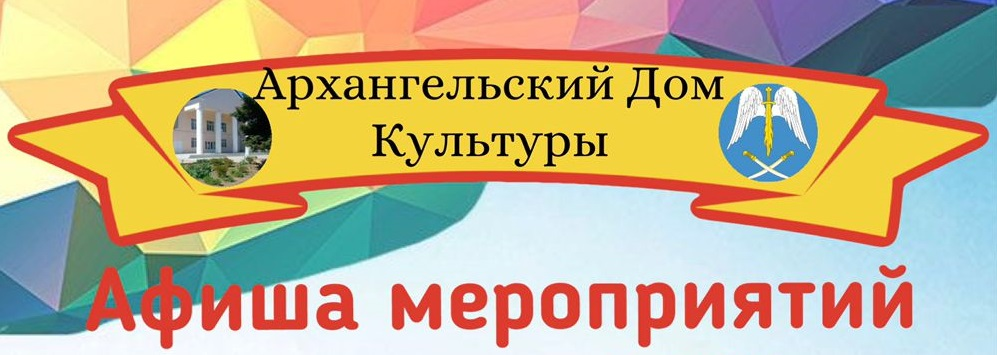 Архангельский Дом
Культуры
Афиша мероприятий